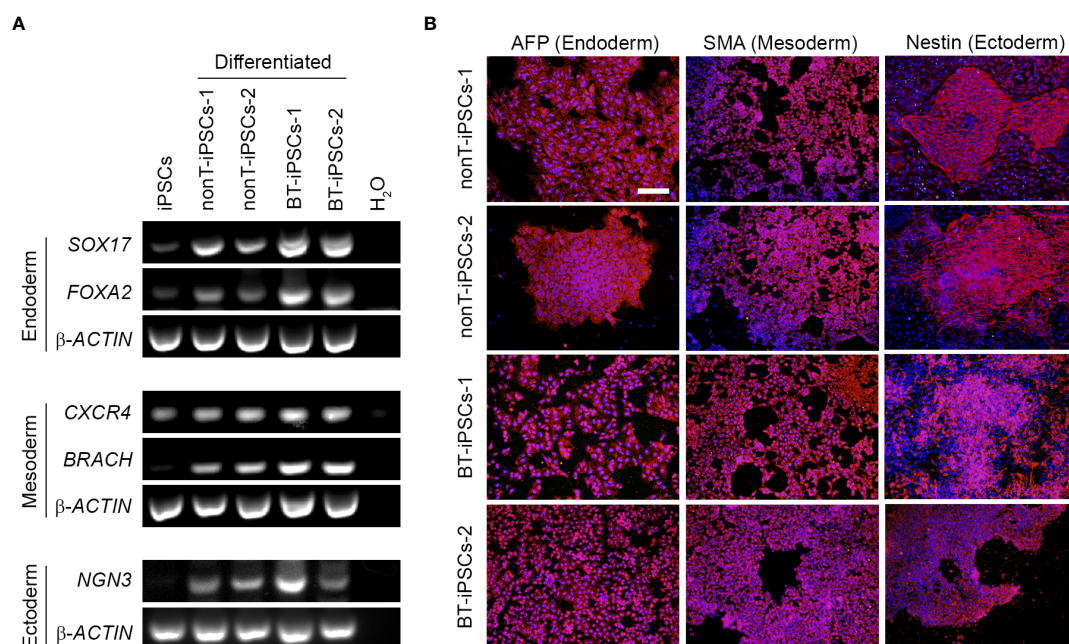 A
Differentiated
iPSCs
nonT-iPSCs-1
nonT-iPSCs-2
BT-iPSCs-1
BT-iPSCs-2
H₂O
Endoderm
SOX17
FOXA2
β-ACTIN
Mesoderm
CXCR4
BRACH
β-ACTIN
Ectoderm
NGN3
β-ACTIN
B
AFP (Endoderm)
SMA (Mesoderm)
Nestin (Ectoderm)
nonT-iPSCs-1
nonT-iPSCs-2
BT-iPSCs-1
BT-iPSCs-2